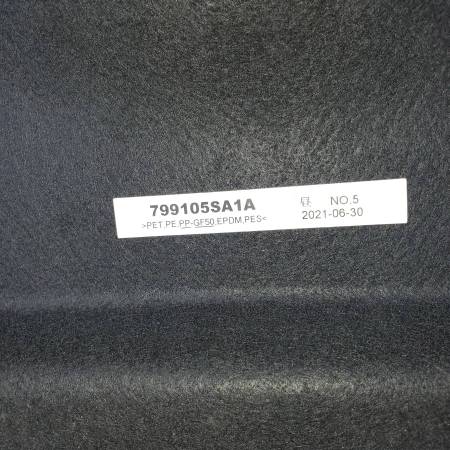 799105SA1A
>PET,PE,PP-GF50,EPDM,PES<
NO.5
2021-06-30